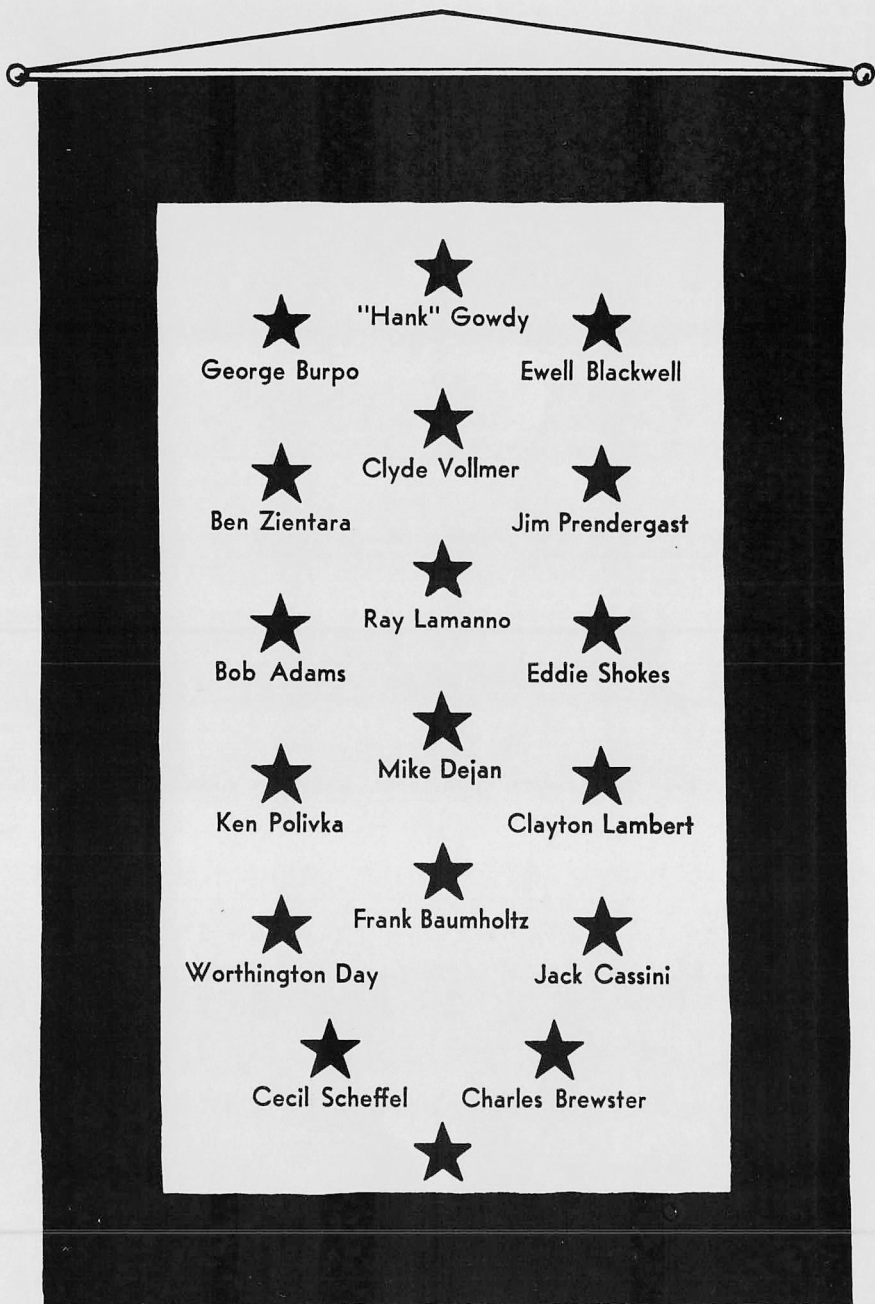 "Hank" Gowdy
George Burpo
Ewell Blackwell
Clyde Vollmer
Ben Zientara
Jim Prendergast
Ray Lamanno
Bob Adams
Eddie Shokes
Mike Dejan
Ken Polivka
Clayton Lambert
Frank Baumholtz
Worthington Day
Jack Cassini
Cecil Scheffel
Charles Brewster